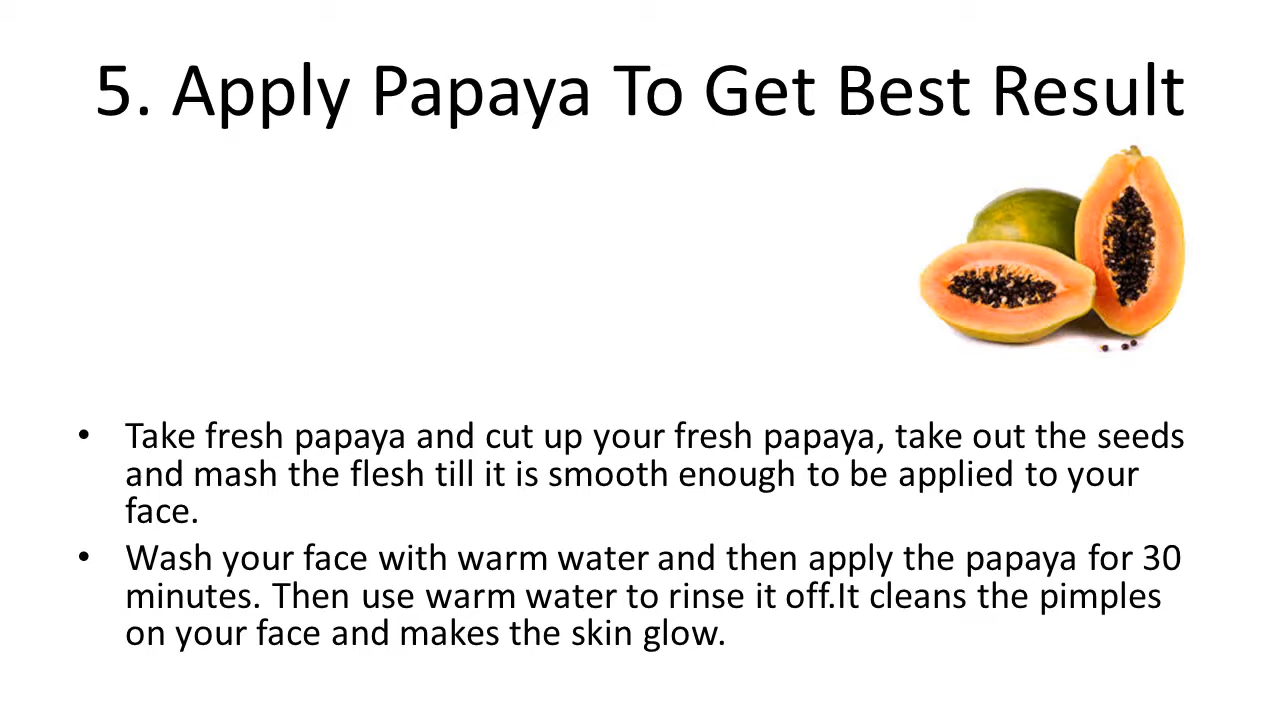 5. Apply Papaya To Get Best Result
• Take fresh papaya and cut up your fresh papaya, take out the seeds
and mash the flesh till it is smooth enough to be applied to your
face.
• Wash your face with warm water and then apply the papaya for 30
minutes. Then use warm water to rinse it off.It cleans the pimples
on your face and makes the skin glow.